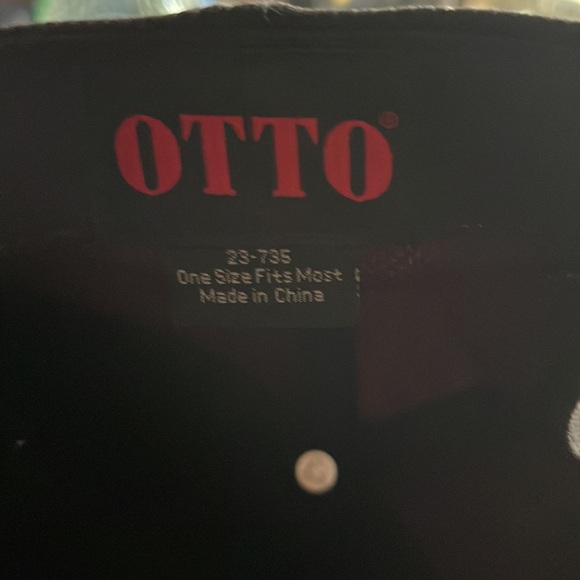 OTTO®
23-735
One Size Fits Most
Made in China